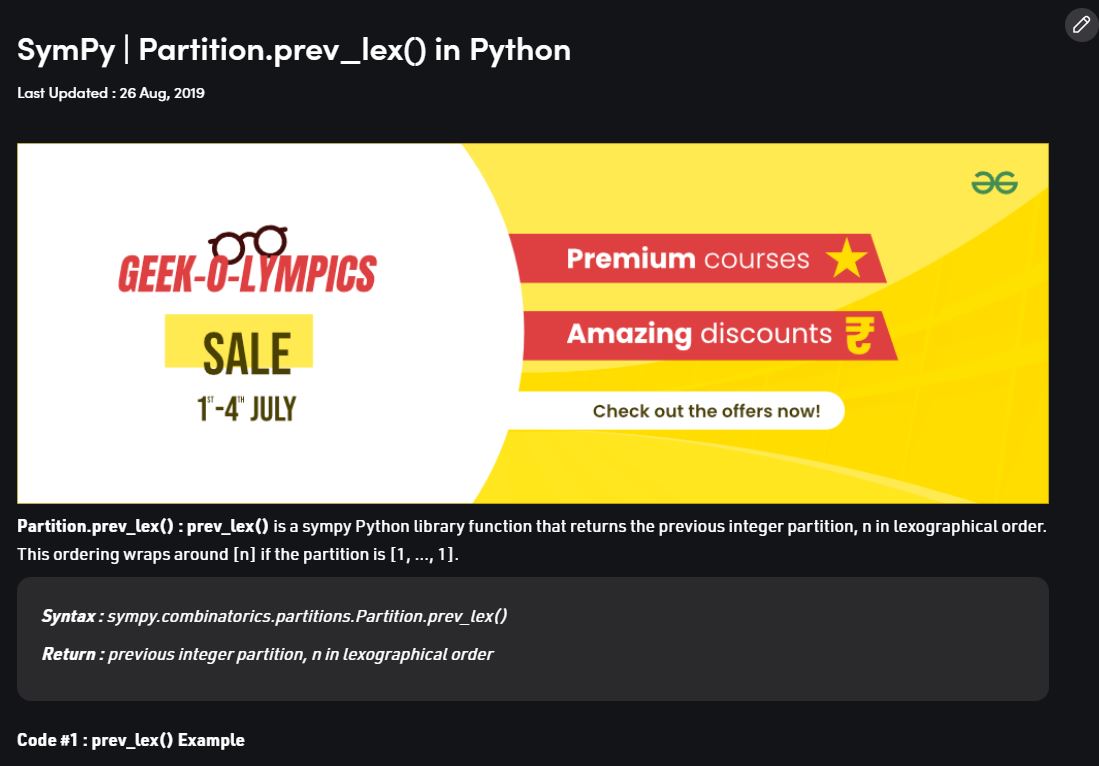 SymPy | Partition.prev_lex() in Python
Last Updated : 26 Aug, 2019
GEEK-O-LYMPICS
SALE
1ST-4TH JULY
Premium courses
Amazing discounts ₹
Check out the offers now!
Partition.prev_lex() : prev_lex() is a sympy Python library function that returns the previous integer partition, n in lexographical order.
This ordering wraps around [n] if the partition is [1, …, 1].
Syntax : sympy.combinatorics.partitions.Partition.prev_lex()
Return : previous integer partition, n in lexographical order
Code #1 : prev_lex() Example